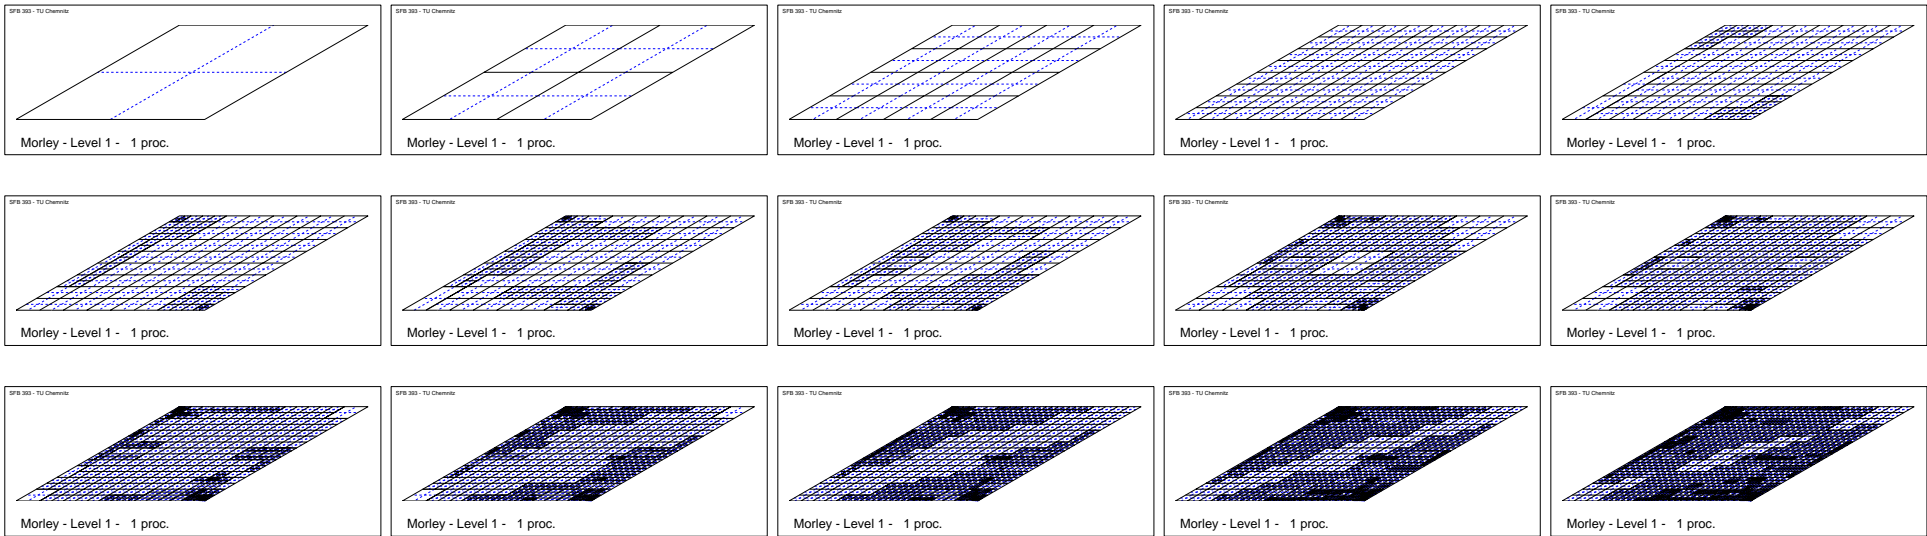 SFB 393 - TU Chemnitz
Morley - Level 1 - 1 proc.
SFB 393 - TU Chemnitz
Morley - Level 1 - 1 proc.
SFB 393 - TU Chemnitz
Morley - Level 1 - 1 proc.
SFB 393 - TU Chemnitz
Morley - Level 1 - 1 proc.
SFB 393 - TU Chemnitz
Morley - Level 1 - 1 proc.
SFB 393 - TU Chemnitz
Morley - Level 1 - 1 proc.
SFB 393 - TU Chemnitz
Morley - Level 1 - 1 proc.
SFB 393 - TU Chemnitz
Morley - Level 1 - 1 proc.
SFB 393 - TU Chemnitz
Morley - Level 1 - 1 proc.
SFB 393 - TU Chemnitz
Morley - Level 1 - 1 proc.
SFB 393 - TU Chemnitz
Morley - Level 1 - 1 proc.
SFB 393 - TU Chemnitz
Morley - Level 1 - 1 proc.
SFB 393 - TU Chemnitz
Morley - Level 1 - 1 proc.
SFB 393 - TU Chemnitz
Morley - Level 1 - 1 proc.
SFB 393 - TU Chemnitz
Morley - Level 1 - 1 proc.